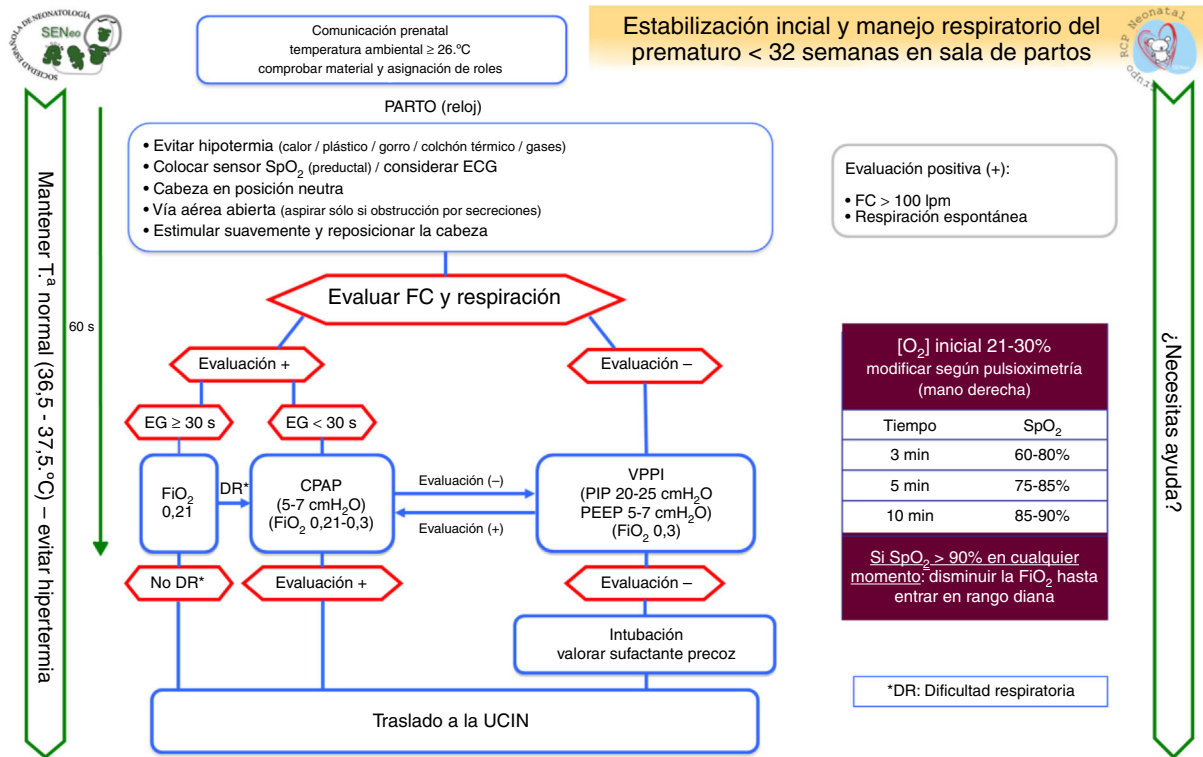 SOCIEDAD ESPAÑOLA DE NEONATOLOGÍA
SENeo
Comunicación prenatal
temperatura ambiental ≥ 26.ºC
comprobar material y asignación de roles
Estabilización incial y manejo respiratorio del
prematuro < 32 semanas en sala de partos
Grupo RCP Neonatal
SENeo
PARTO (reloj)
• Evitar hipotermia (calor / plástico / gorro / colchón térmico / gases)
• Colocar sensor SpO₂ (preductal) / considerar ECG
• Cabeza en posición neutra
• Vía aérea abierta (aspirar sólo si obstrucción por secreciones)
• Estimular suavemente y reposicionar la cabeza
Evaluación positiva (+):
• FC > 100 lpm
• Respiración espontánea
Mantener T.ª normal (36,5 - 37,5.ºC) – evitar hipertermia
60 s
¿Necesitas ayuda?
Evaluar FC y respiración
Evaluación +
Evaluación –
EG ≥ 30 s
EG < 30 s
FiO₂
0,21
DR*
CPAP
(5-7 cmH₂O)
(FiO₂ 0,21-0,3)
Evaluación (–)
Evaluación (+)
VPPI
(PIP 20-25 cmH₂O
PEEP 5-7 cmH₂O)
(FiO₂ 0,3)
No DR*
Evaluación +
Evaluación –
Intubación
valorar sufactante precoz
Traslado a la UCIN
[O₂] inicial 21-30%
modificar según pulsioximetría
(mano derecha)
Tiempo SpO₂
3 min 60-80%
5 min 75-85%
10 min 85-90%
Si SpO₂ > 90% en cualquier
momento: disminuir la FiO₂ hasta
entrar en rango diana
*DR: Dificultad respiratoria